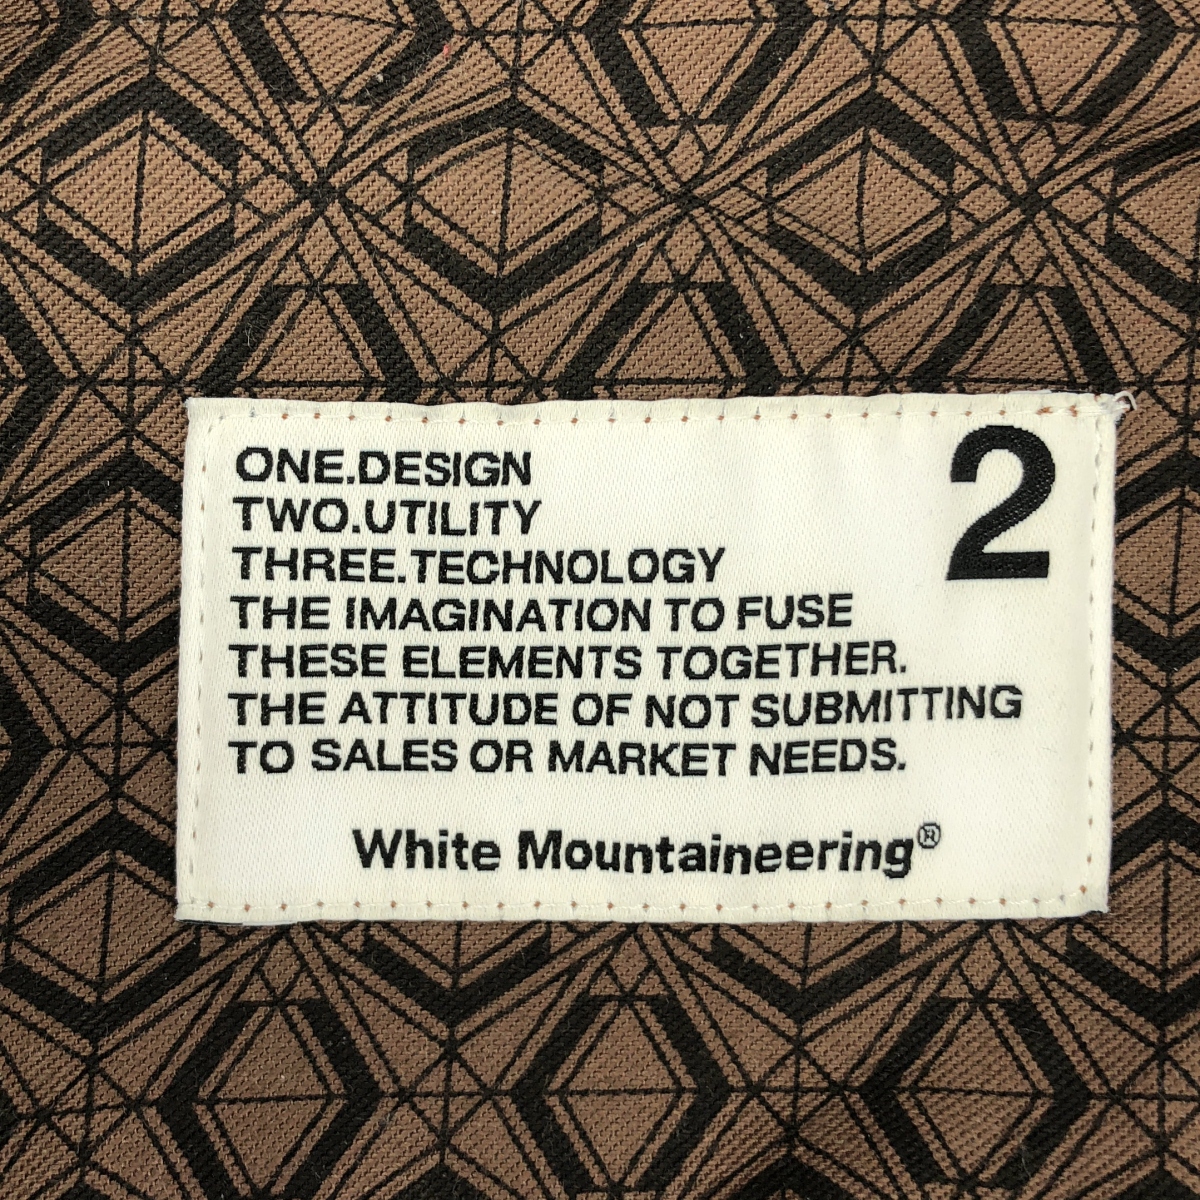 ONE.DESIGN
TWO.UTILITY
THREE.TECHNOLOGY
THE IMAGINATION TO FUSE
THESE ELEMENTS TOGETHER.
THE ATTITUDE OF NOT SUBMITTING
TO SALES OR MARKET NEEDS.
2
White Mountaineering®